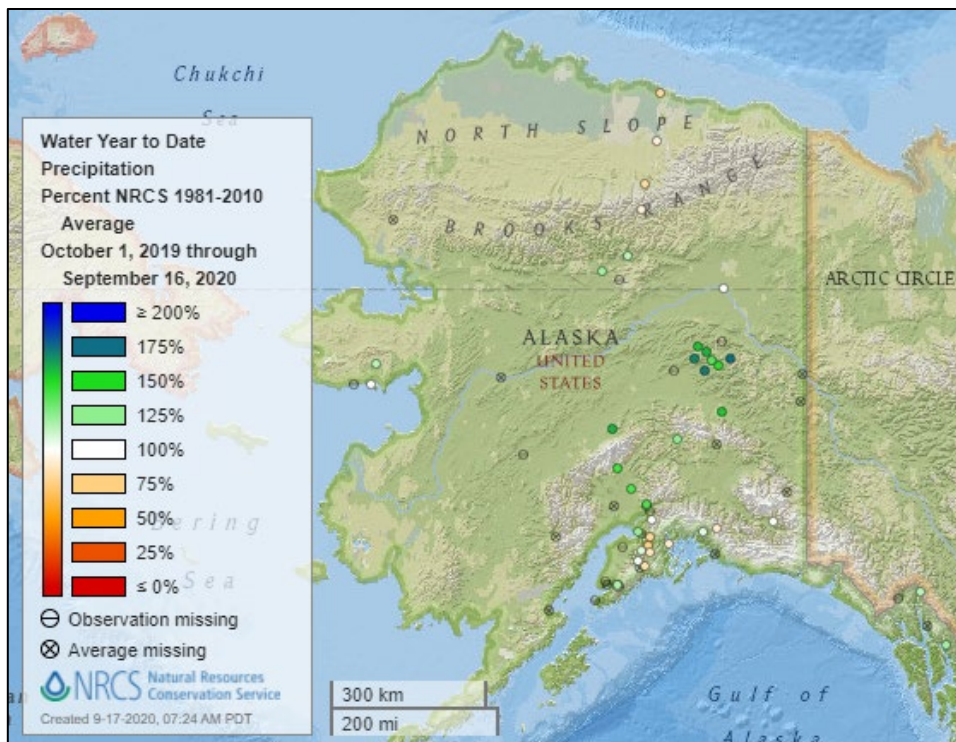 Chukchi
Sea
NORTH SLOPE
BROOKS RANGE
ARCTIC CIRCLE
ALASKA
UNITED
STATES
Bering
Sea
Gulf of
Alaska
Water Year to Date
Precipitation
Percent NRCS 1981-2010
Average
October 1, 2019 through
September 16, 2020
≥ 200%
175%
150%
125%
100%
75%
50%
25%
≤ 0%
Observation missing
Average missing
NRCS Natural Resources
Conservation Service
Created 9-17-2020, 07:24 AM PDT
300 km
200 mi